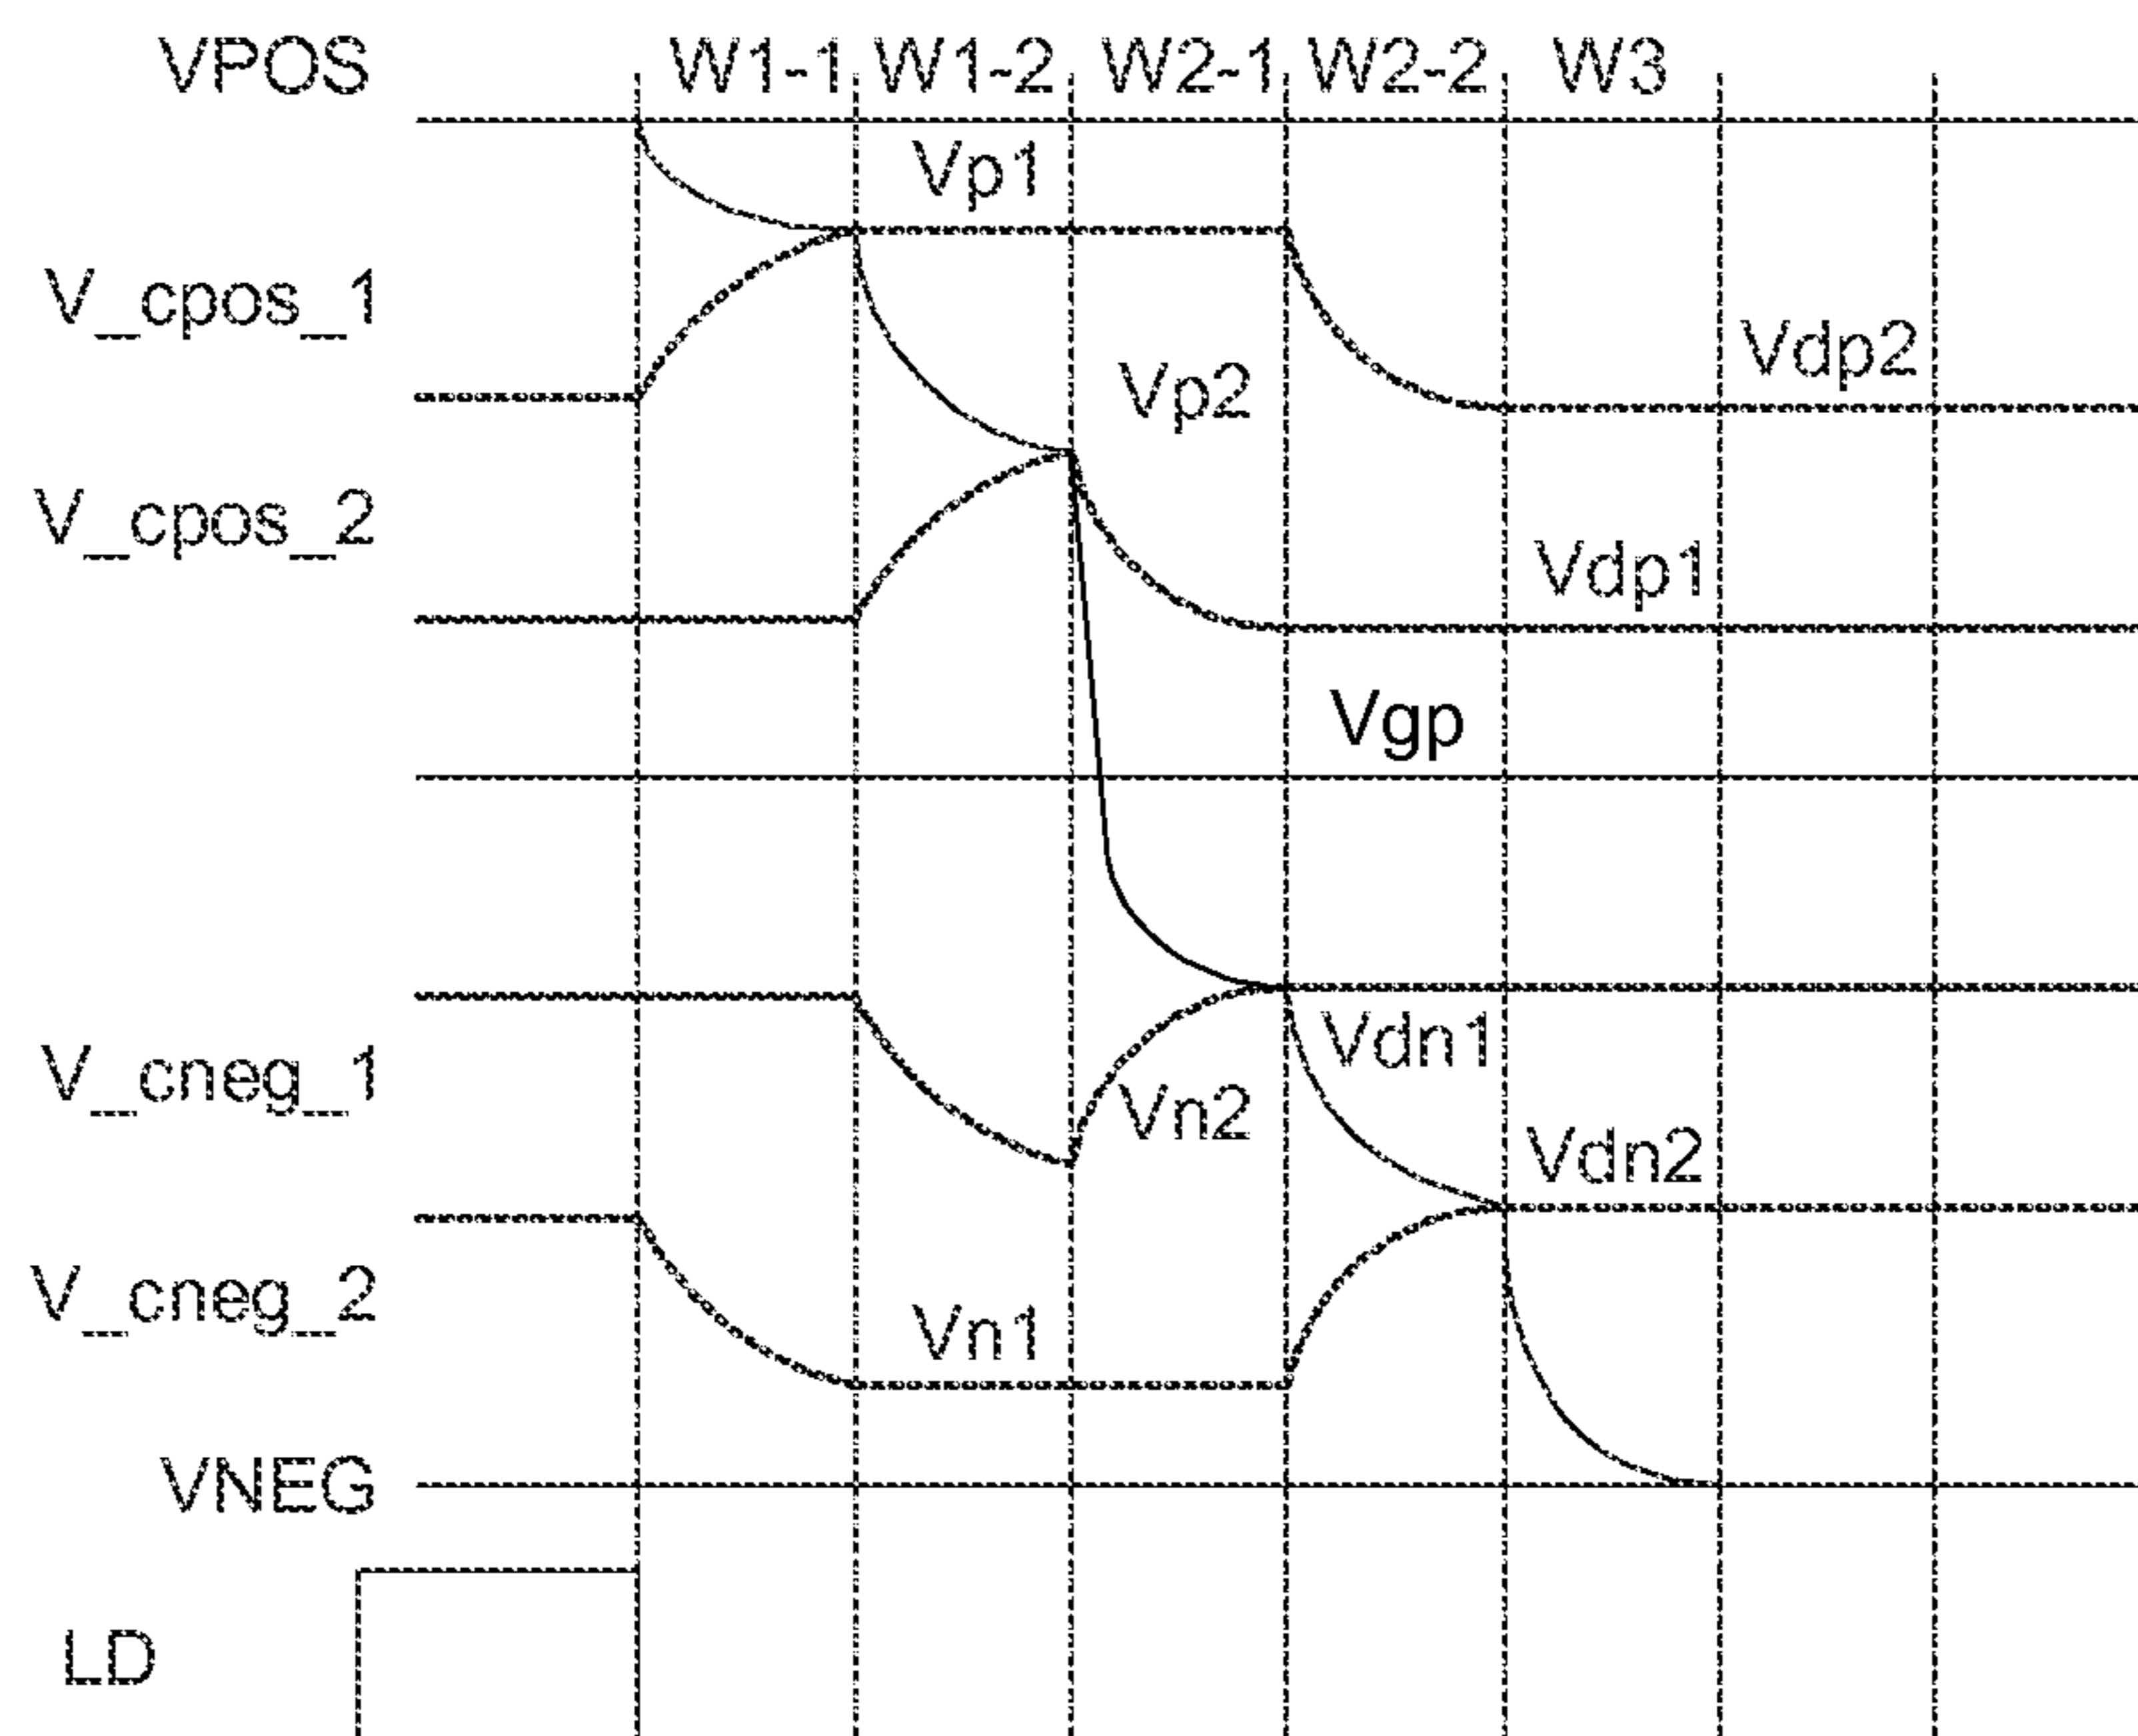 VPOS W1-1 W1-2 W2-1 W2-2 W3
Vp1
V_cpos_1
Vdp2
Vp2
V_cpos_2
Vdp1
Vgp
Vdn1
V_cneg_1
Vn2
Vdn2
V_cneg_2
Vn1
VNEG
LD